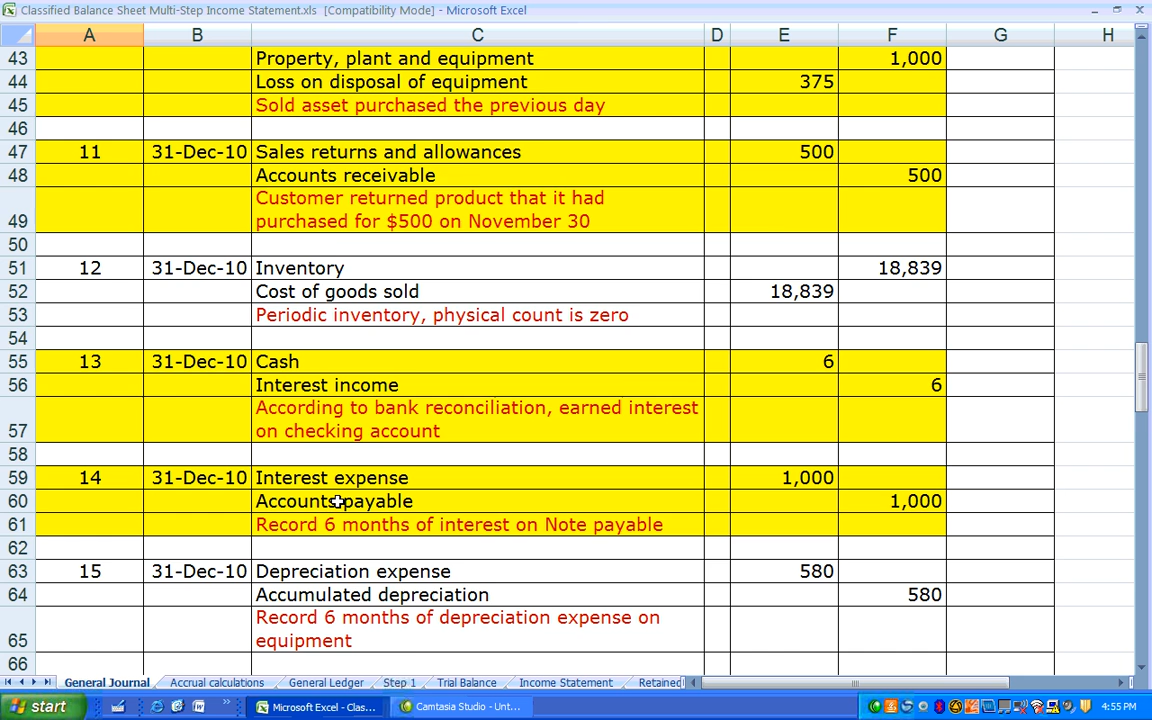 Classified Balance Sheet Multi-Step Income Statement.xls [Compatibility Mode] - Microsoft Excel
A B C D E F G H
43 Property, plant and equipment 1,000
44 Loss on disposal of equipment 375
45 Sold asset purchased the previous day
46
47 11 31-Dec-10 Sales returns and allowances 500
48 Accounts receivable 500
Customer returned product that it had
49 purchased for $500 on November 30
50
51 12 31-Dec-10 Inventory 18,839
52 Cost of goods sold 18,839
53 Periodic inventory, physical count is zero
54
55 13 31-Dec-10 Cash 6
56 Interest income 6
According to bank reconciliation, earned interest
57 on checking account
58
59 14 31-Dec-10 Interest expense 1,000
60 Accounts payable 1,000
61 Record 6 months of interest on Note payable
62
63 15 31-Dec-10 Depreciation expense 580
64 Accumulated depreciation 580
Record 6 months of depreciation expense on
65 equipment
66
General Journal Accrual calculations General Ledger Step 1 Trial Balance Income Statement Retained
start Microsoft Excel - Clas... Camtasia Studio - Unt... 4:55 PM